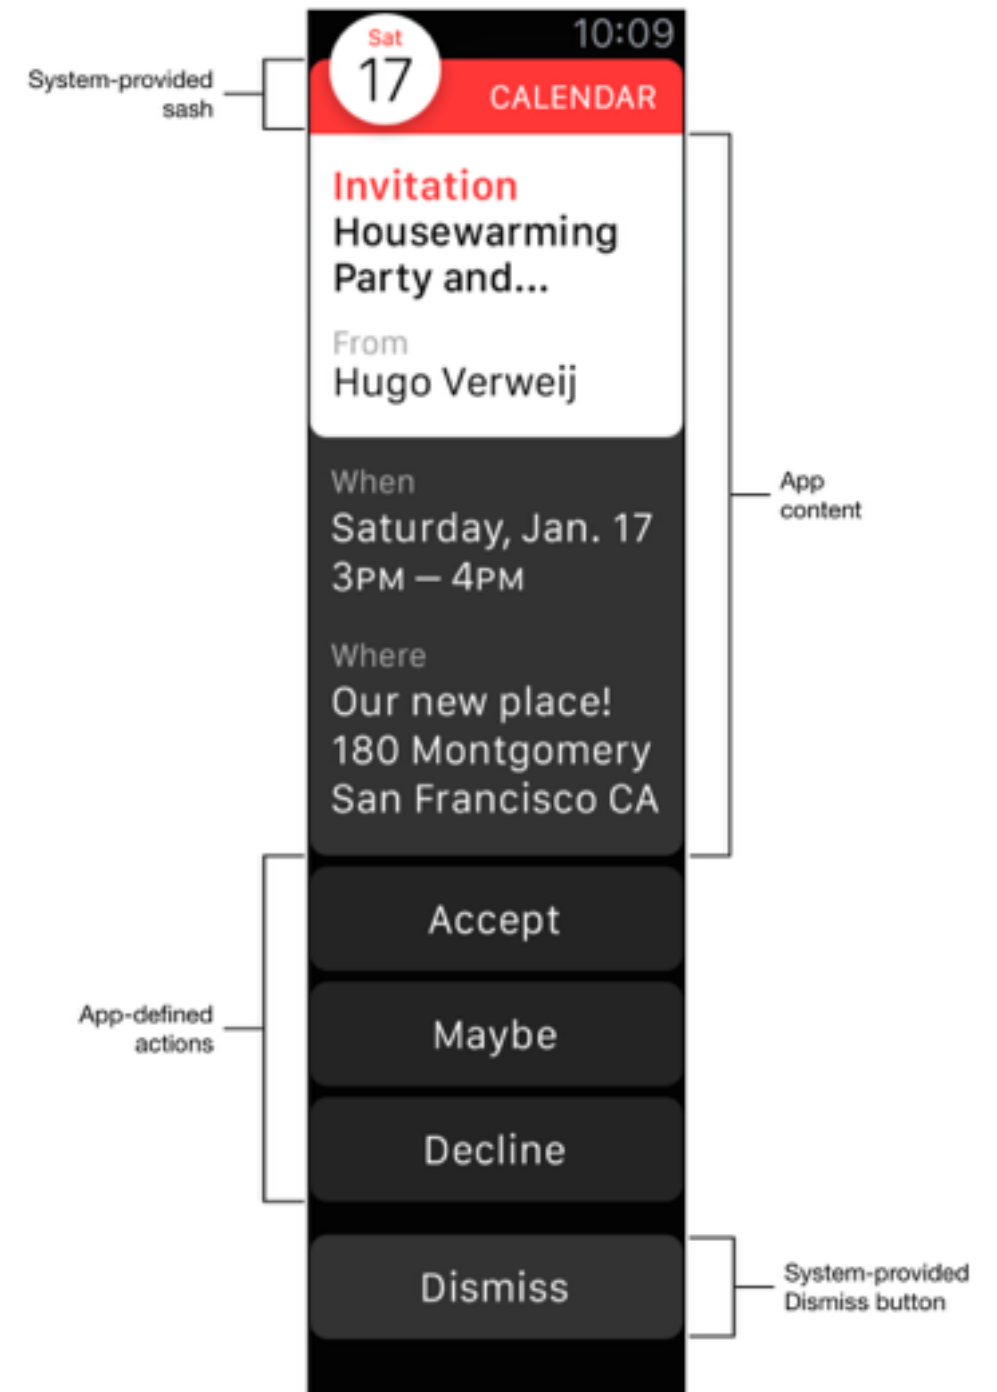 10:09
Sat
17
CALENDAR
System-provided
sash
Invitation
Housewarming
Party and...
From
Hugo Verweij
When
Saturday, Jan. 17
3PM – 4PM
Where
Our new place!
180 Montgomery
San Francisco CA
App
content
Accept
Maybe
Decline
App-defined
actions
Dismiss
System-provided
Dismiss button